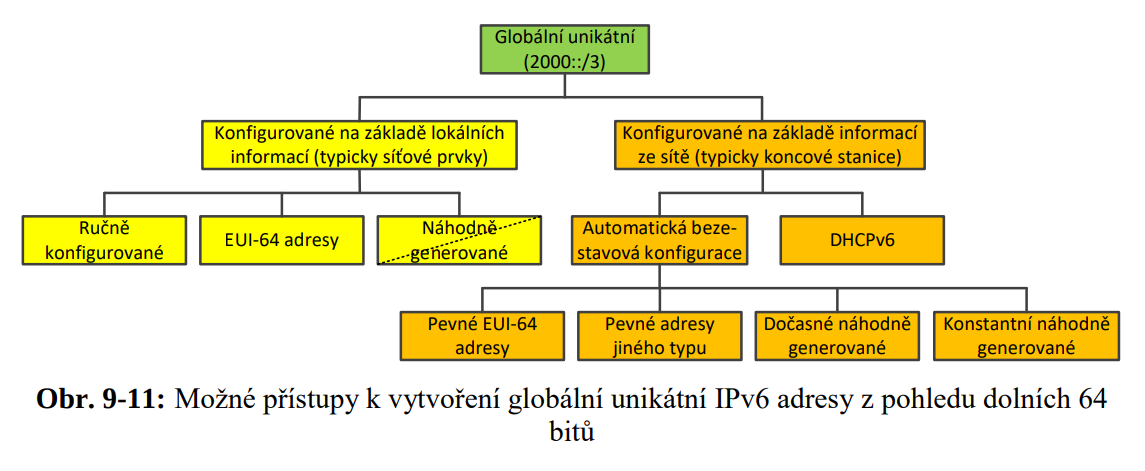 Globální unikátní
(2000::/3)
Konfigurované na základě lokálních
informací (typicky síťové prvky)
Konfigurované na základě informací
ze sítě (typicky koncové stanice)
Ručně
konfigurované
EUI-64 adresy
Náhodně
generované
Automatická beze-
stavová konfigurace
DHCPv6
Pevné EUI-64
adresy
Pevné adresy
jiného typu
Dočasné náhodně
generované
Konstantní náhodně
generované
Obr. 9-11: Možné přístupy k vytvoření globální unikátní IPv6 adresy z pohledu dolních 64
bitů